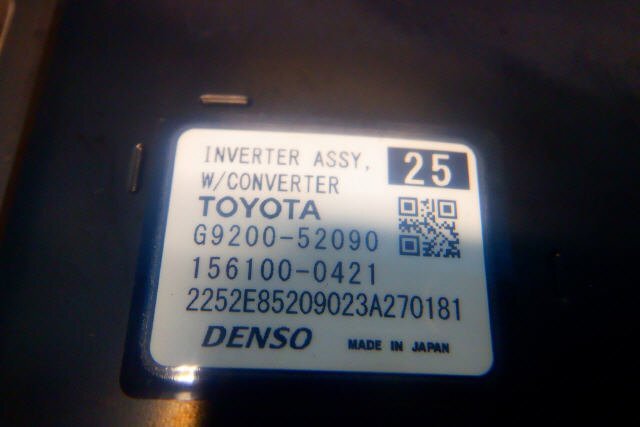 INVERTER ASSY, 25
W/CONVERTER
TOYOTA
G9200-52090
156100-0421
2252E85209023A270181
DENSO MADE IN JAPAN